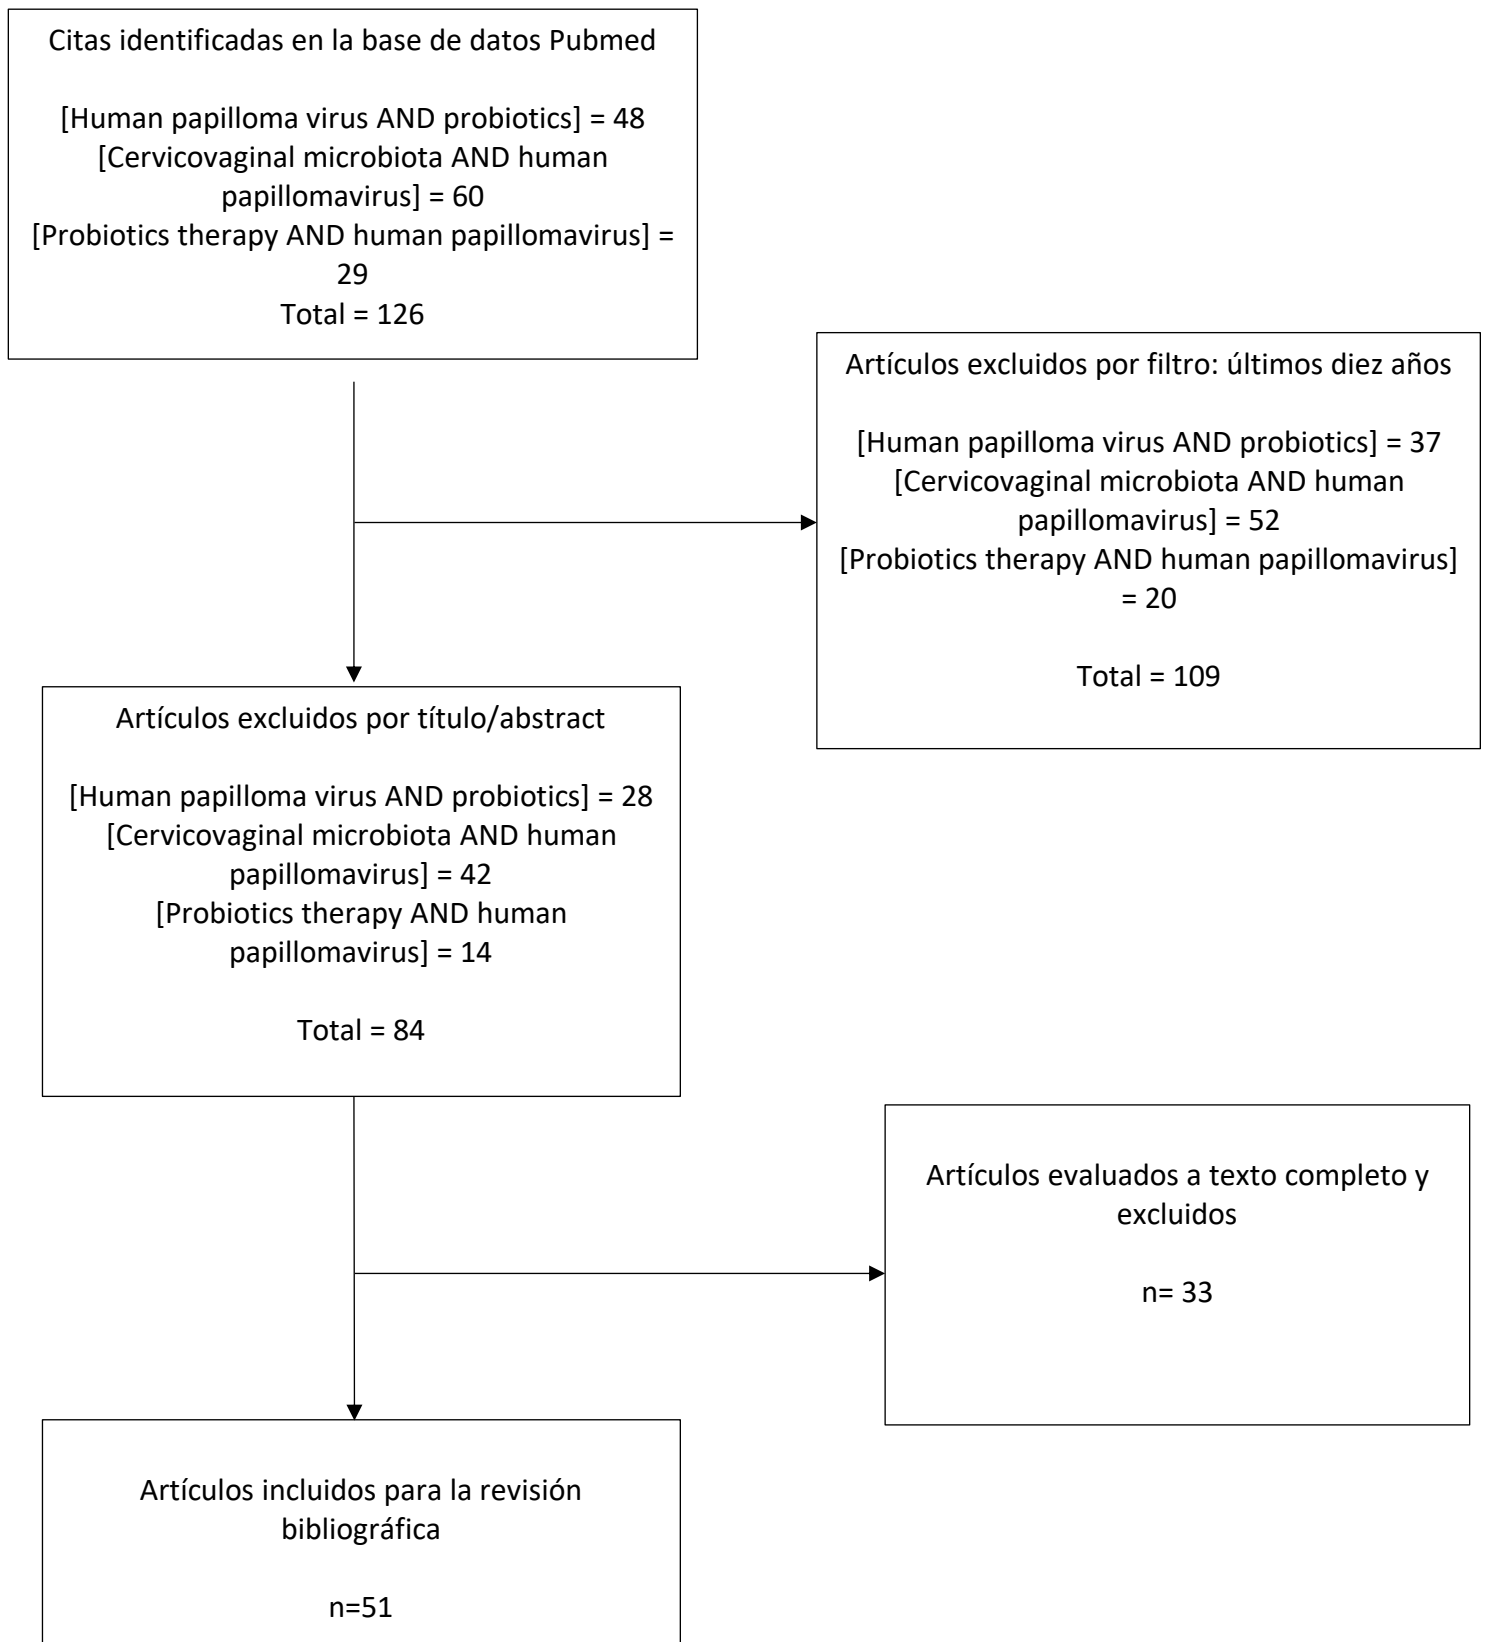 Citas identificadas en la base de datos Pubmed
[Human papilloma virus AND probiotics] = 48
[Cervicovaginal microbiota AND human
papillomavirus] = 60
[Probiotics therapy AND human papillomavirus] =
29
Total = 126
Artículos excluidos por filtro: últimos diez años
[Human papilloma virus AND probiotics] = 37
[Cervicovaginal microbiota AND human
papillomavirus] = 52
[Probiotics therapy AND human papillomavirus]
= 20
Total = 109
Artículos excluidos por título/abstract
[Human papilloma virus AND probiotics] = 28
[Cervicovaginal microbiota AND human
papillomavirus] = 42
[Probiotics therapy AND human
papillomavirus] = 14
Total = 84
Artículos evaluados a texto completo y
excluidos
n= 33
Artículos incluidos para la revisión
bibliográfica
n=51